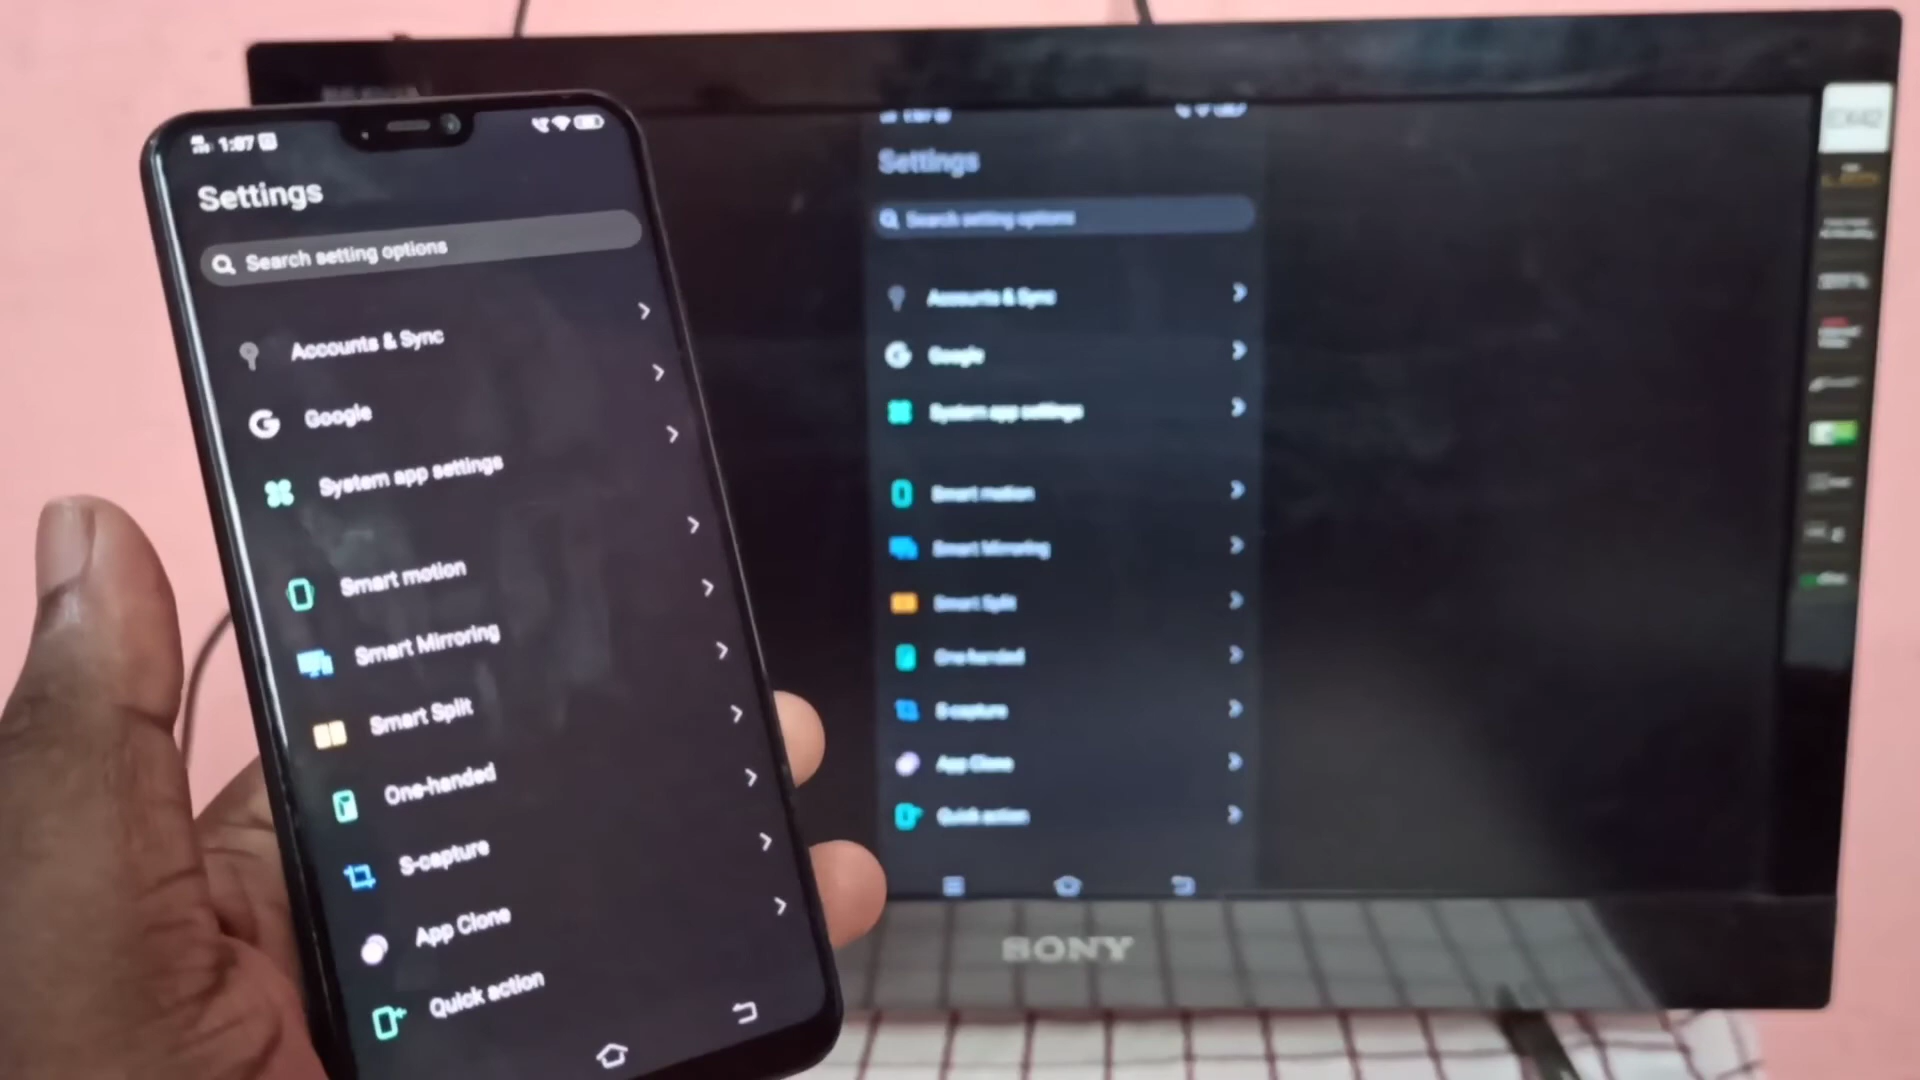 1:07
Settings
Search setting options
Accounts & Sync
Google
System app settings
Smart motion
Smart Mirroring
Smart Split
One-handed
S-capture
App Clone
Quick action
Settings
Search setting options
Accounts & Sync
Google
System app settings
Smart motion
Smart Mirroring
Smart Split
One-handed
S-capture
App Clone
Quick action
SONY